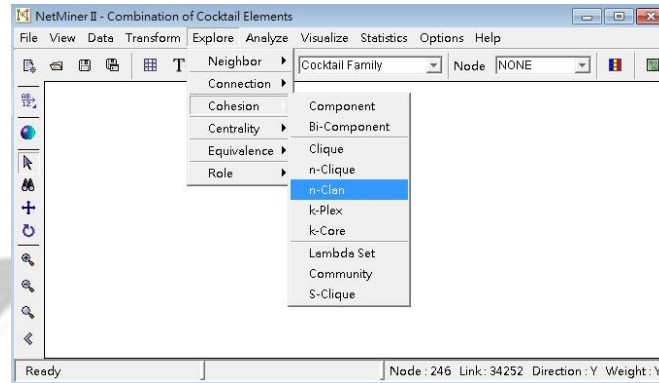 NetMiner II - Combination of Cocktail Elements
File View Data Transform Explore Analyze Visualize Statistics Options Help
T Neighbor Cocktail Family Node NONE
Connection
Cohesion Component
Centrality Bi-Component
Equivalence Clique
Role n-Clique
n-Clan
k-Plex
k-Core
Lambda Set
Community
S-Clique
Ready Node : 246 Link : 34252 Direction : Y Weight : Y